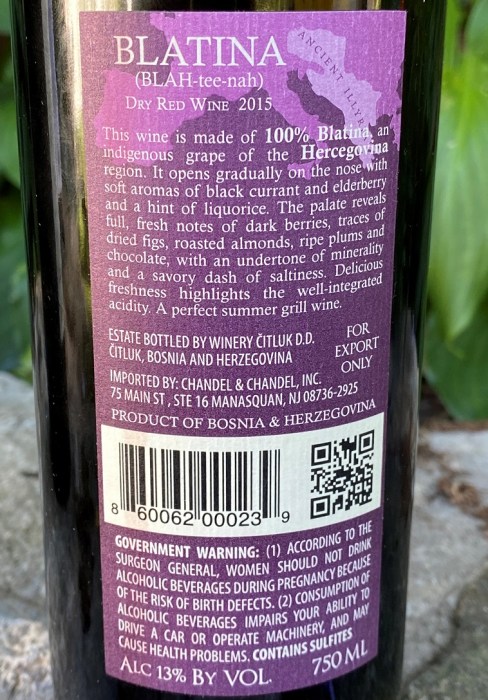 BLATINA
ANCIENT ILLY
(BLAH-tee-nah)
DRY RED WINE 2015
This wine is made of 100% Blatina, an
indigenous grape of the Hercegovina
region. It opens gradually on the nose with
soft aromas of black currant and elderberry
and a hint of liquorice. The palate reveals
full, fresh notes of dark berries, traces of
dried figs, roasted almonds, ripe plums and
chocolate, with an undertone of minerality
and a savory dash of saltiness. Delicious
freshness highlights the well-integrated
acidity. A perfect summer grill wine.
ESTATE BOTTLED BY WINERY ČITLUK D.D.
ČITLUK, BOSNIA AND HERZEGOVINA
FOR
EXPORT
ONLY
IMPORTED BY: CHANDEL & CHANDEL, INC.
75 MAIN ST , STE 16 MANASQUAN, NJ 08736-2925
PRODUCT OF BOSNIA & HERZEGOVINA
8 60062 00023 9
GOVERNMENT WARNING: (1) ACCORDING TO THE
SURGEON GENERAL, WOMEN SHOULD NOT DRINK
ALCOHOLIC BEVERAGES DURING PREGNANCY BECAUSE
OF THE RISK OF BIRTH DEFECTS. (2) CONSUMPTION OF
ALCOHOLIC BEVERAGES IMPAIRS YOUR ABILITY TO
DRIVE A CAR OR OPERATE MACHINERY, AND MAY
CAUSE HEALTH PROBLEMS. CONTAINS SULFITES
ALC 13% BY VOL. 750 ML